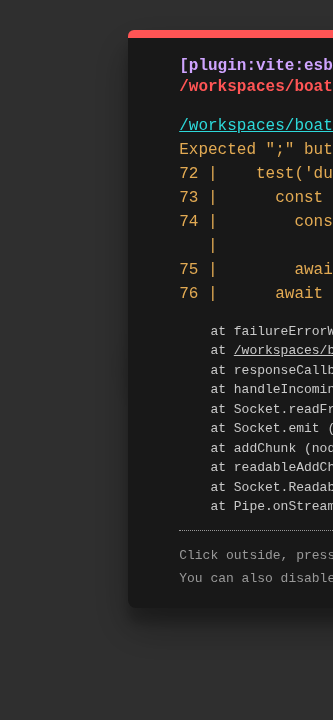 [plugin:vite:esb
/workspaces/boat
/workspaces/boat
Expected ";" but
72 |    test('du
73 |      const
74 |        cons
   |
75 |        awai
76 |      await
at failureErrorW
at /workspaces/b
at responseCallb
at handleIncomin
at Socket.readFr
at Socket.emit (
at addChunk (nod
at readableAddCh
at Socket.Readab
at Pipe.onStream
Click outside, press
You can also disable